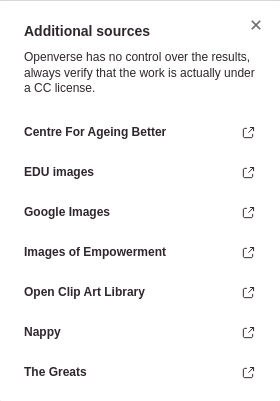 Additional sources
Openverse has no control over the results,
always verify that the work is actually under
a CC license.
Centre For Ageing Better
EDU images
Google Images
Images of Empowerment
Open Clip Art Library
Nappy
The Greats